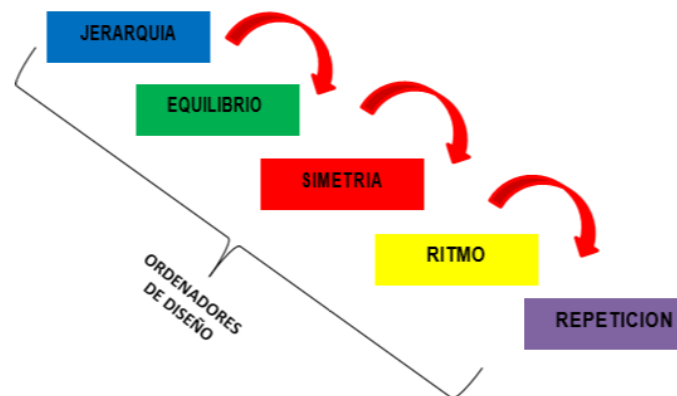 JERARQUIA
EQUILIBRIO
SIMETRIA
RITMO
REPETICION
ORDENADORES
DE DISEÑO